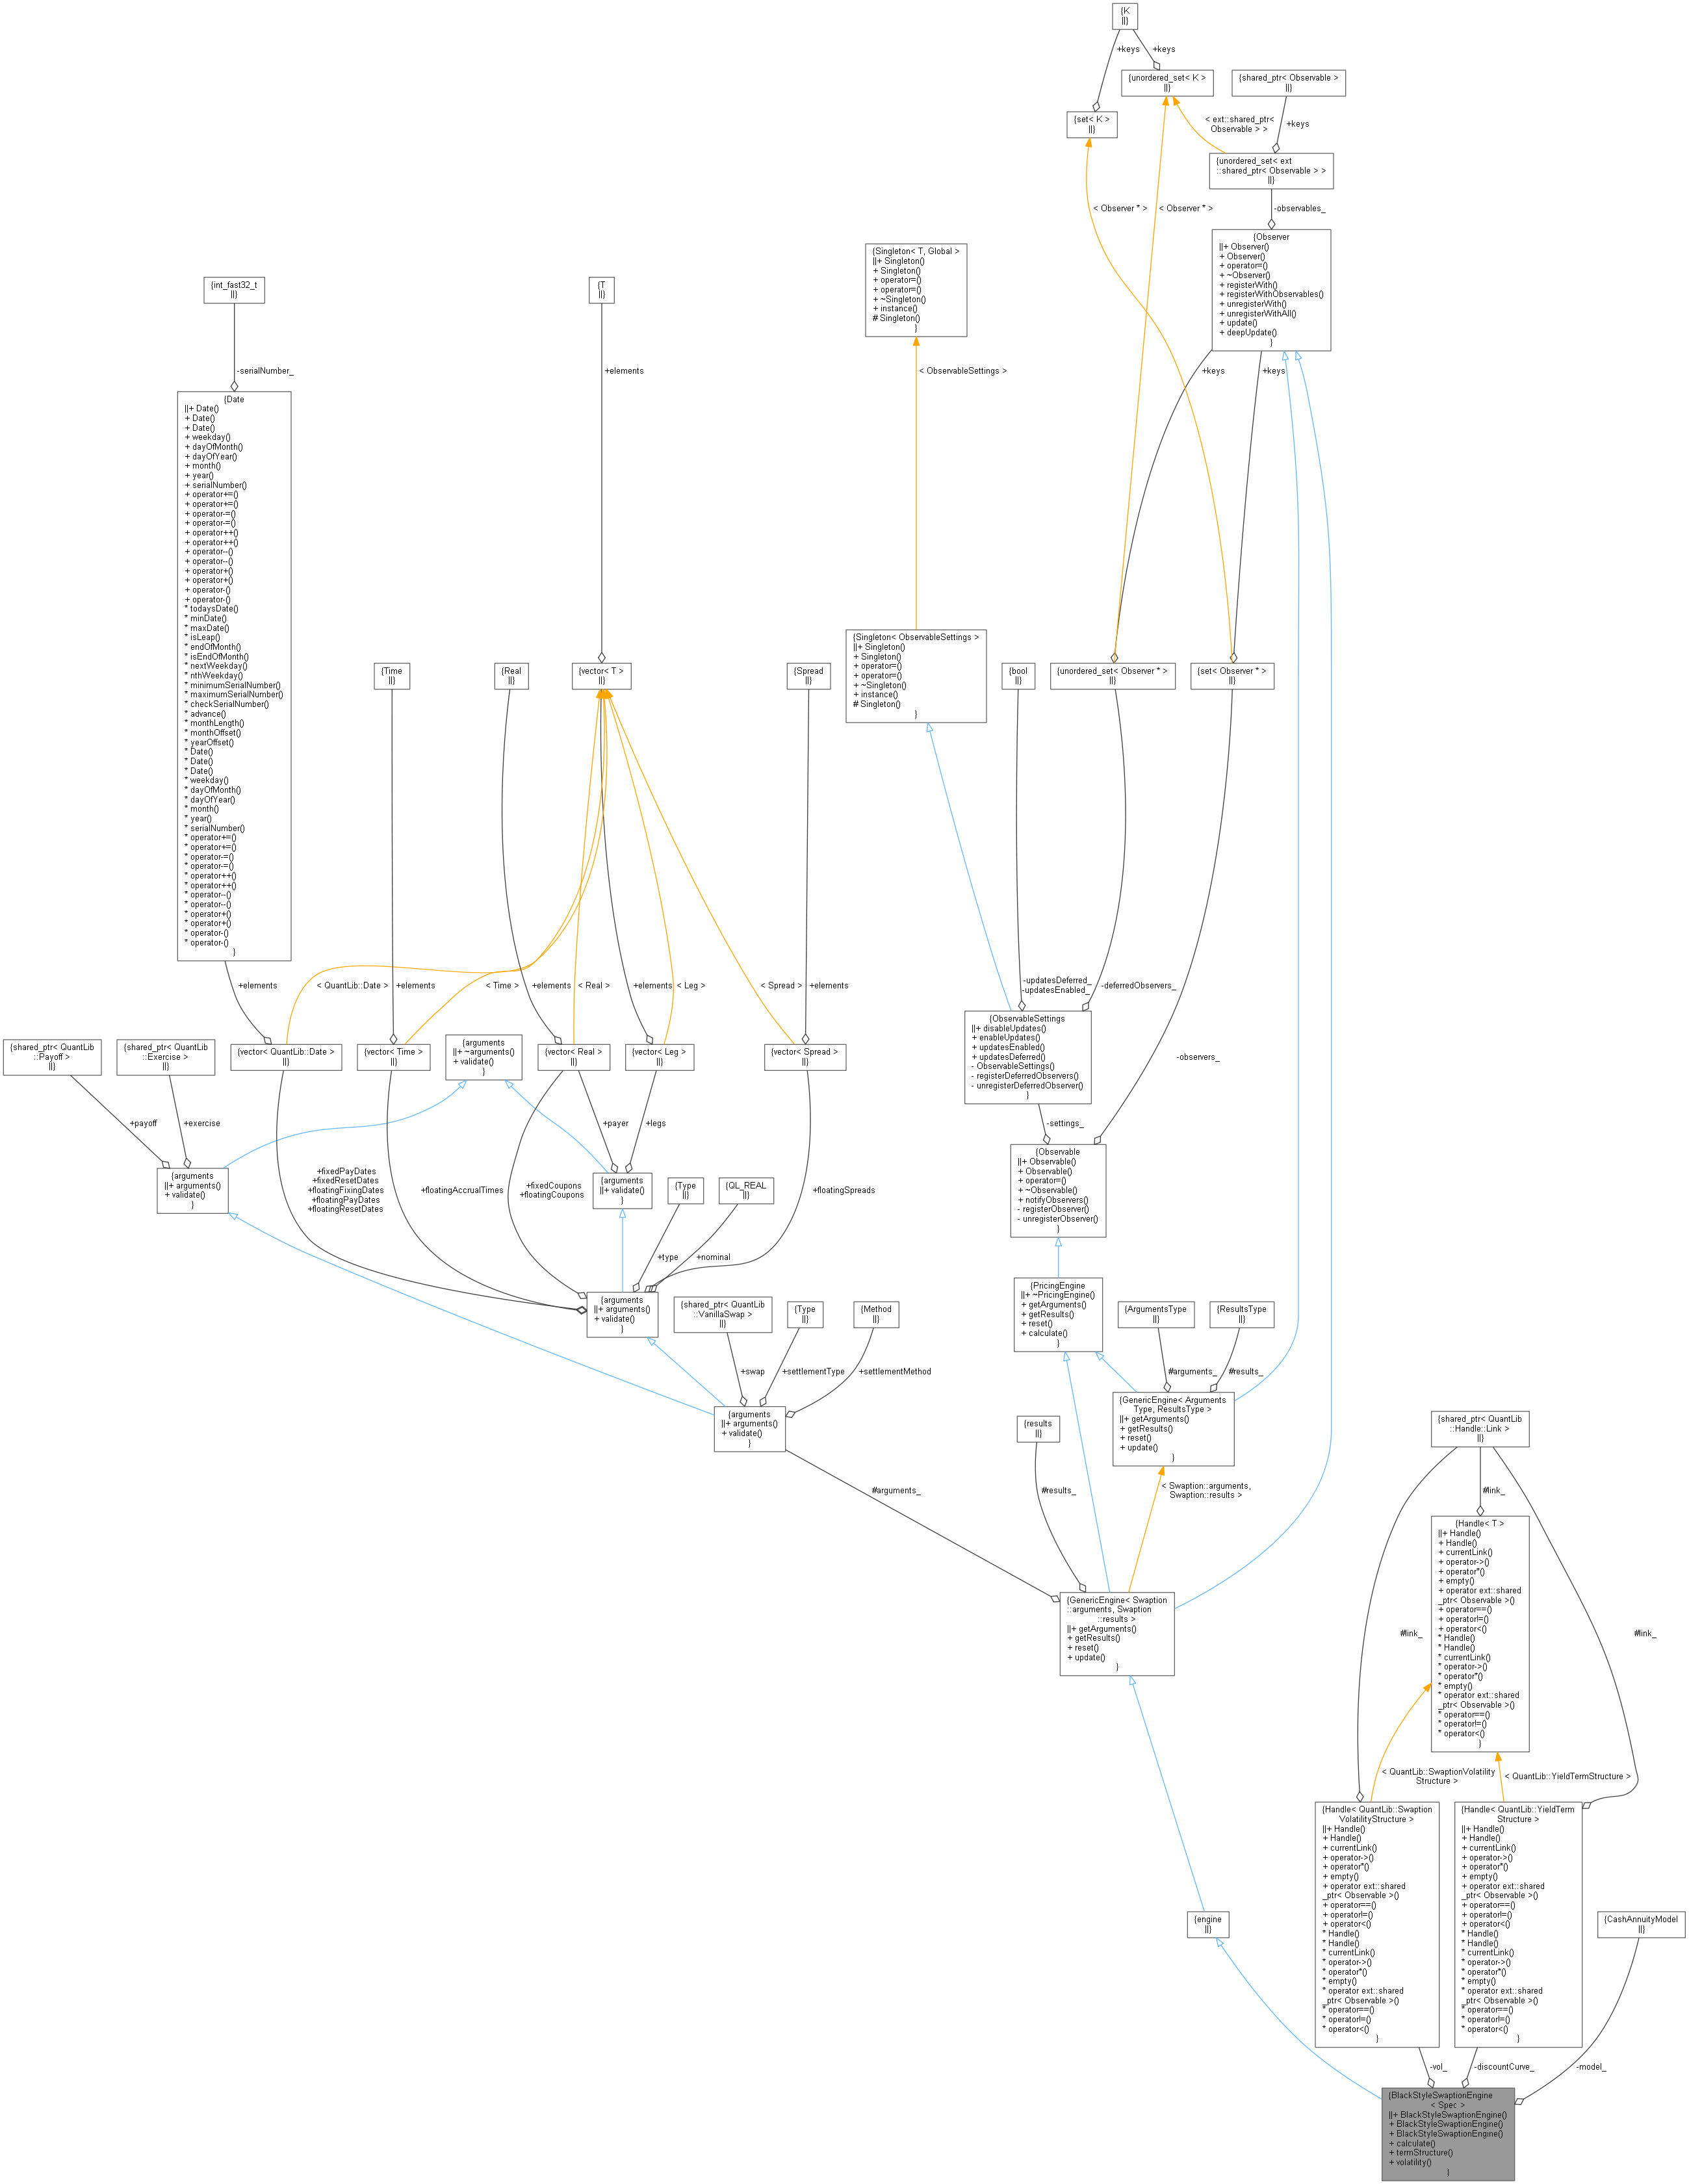 {K
||}
+keys
+keys
{unordered_set< K >
||}
{shared_ptr< Observable >
||}
{set< K >
||}
< ext::shared_ptr<
Observable > >
+keys
{unordered_set< ext
::shared_ptr< Observable > >
||}
< Observer * >
< Observer * >
-observables_
{Observer
||+ Observer()
+ Observer()
+ operator=()
+ ~Observer()
+ registerWith()
+ registerWithObservables()
+ unregisterWith()
+ unregisterWithAll()
+ update()
+ deepUpdate()
}
{Singleton< T, Global >
||+ Singleton()
+ Singleton()
+ operator=()
+ operator=()
+ ~Singleton()
+ instance()
# Singleton()
}
{int_fast32_t
||}
{T
||}
-serialNumber_
+elements
< ObservableSettings >
+keys
+keys
{Date
||+ Date()
+ Date()
+ Date()
+ weekday()
+ dayOfMonth()
+ dayOfYear()
+ month()
+ year()
+ serialNumber()
+ operator+=()
+ operator+=()
+ operator-=()
+ operator-=()
+ operator++()
+ operator++()
+ operator--()
+ operator--()
+ operator+()
+ operator+()
+ operator-()
+ operator-()
* todaysDate()
* minDate()
* maxDate()
* isLeap()
* endOfMonth()
* isEndOfMonth()
* nextWeekday()
* nthWeekday()
* minimumSerialNumber()
* maximumSerialNumber()
* checkSerialNumber()
* advance()
* monthLength()
* monthOffset()
* yearOffset()
* Date()
* Date()
* Date()
* weekday()
* dayOfMonth()
* dayOfYear()
* month()
* year()
* serialNumber()
* operator+=()
* operator+=()
* operator-=()
* operator-=()
* operator++()
* operator++()
* operator--()
* operator--()
* operator+()
* operator+()
* operator-()
* operator-()
}
{Time
||}
{Real
||}
{vector< T >
||}
{Spread
||}
{Singleton< ObservableSettings >
||+ Singleton()
+ Singleton()
+ operator=()
+ operator=()
+ ~Singleton()
+ instance()
# Singleton()
}
{bool
||}
{unordered_set< Observer * >
||}
{set< Observer * >
||}
+elements
< QuantLib::Date >
+elements
< Time >
+elements
< Real >
+elements
< Leg >
< Spread >
+elements
-updatesDeferred_
-updatesEnabled_
-deferredObservers_
{shared_ptr< QuantLib
::Payoff >
||}
{shared_ptr< QuantLib
::Exercise >
||}
{vector< QuantLib::Date >
||}
{vector< Time >
||}
{arguments
||+ ~arguments()
+ validate()
}
{vector< Real >
||}
{vector< Leg >
||}
{vector< Spread >
||}
{ObservableSettings
||+ disableUpdates()
+ enableUpdates()
+ updatesEnabled()
+ updatesDeferred()
- ObservableSettings()
- registerDeferredObservers()
- unregisterDeferredObserver()
}
-observers_
+payoff
+exercise
+payer
+legs
-settings_
{arguments
||+ arguments()
+ validate()
}
+fixedPayDates
+fixedResetDates
+floatingFixingDates
+floatingPayDates
+floatingResetDates
+floatingAccrualTimes
+fixedCoupons
+floatingCoupons
{arguments
||+ validate()
}
{Type
||}
{QL_REAL
||}
+floatingSpreads
{Observable
||+ Observable()
+ Observable()
+ operator=()
+ ~Observable()
+ notifyObservers()
- registerObserver()
- unregisterObserver()
}
+type
+nominal
{arguments
||+ arguments()
+ validate()
}
{shared_ptr< QuantLib
::VanillaSwap >
||}
{Type
||}
{Method
||}
{PricingEngine
||+ ~PricingEngine()
+ getArguments()
+ getResults()
+ reset()
+ calculate()
}
{ArgumentsType
||}
{ResultsType
||}
+swap
+settlementType
+settlementMethod
#arguments_
#results_
{arguments
||+ arguments()
+ validate()
}
{results
||}
{GenericEngine< Arguments
Type, ResultsType >
||+ getArguments()
+ getResults()
+ reset()
+ update()
}
{shared_ptr< QuantLib
::Handle::Link >
||}
#arguments_
#results_
< Swaption::arguments,
Swaption::results >
#link_
{Handle< T >
||+ Handle()
+ Handle()
+ currentLink()
+ operator->()
+ operator*()
+ empty()
+ operator ext::shared
_ptr< Observable >()
+ operator==()
+ operator!=()
+ operator<()
* Handle()
* Handle()
* currentLink()
* operator->()
* operator*()
* empty()
* operator ext::shared
_ptr< Observable >()
* operator==()
* operator!=()
* operator<()
}
{GenericEngine< Swaption
::arguments, Swaption
::results >
||+ getArguments()
+ getResults()
+ reset()
+ update()
}
#link_
#link_
< QuantLib::SwaptionVolatility
Structure >
< QuantLib::YieldTermStructure >
{Handle< QuantLib::Swaption
VolatilityStructure >
||+ Handle()
+ Handle()
+ currentLink()
+ operator->()
+ operator*()
+ empty()
+ operator ext::shared
_ptr< Observable >()
+ operator==()
+ operator!=()
+ operator<()
* Handle()
* Handle()
* currentLink()
* operator->()
* operator*()
* empty()
* operator ext::shared
_ptr< Observable >()
* operator==()
* operator!=()
* operator<()
}
{Handle< QuantLib::YieldTerm
Structure >
||+ Handle()
+ Handle()
+ currentLink()
+ operator->()
+ operator*()
+ empty()
+ operator ext::shared
_ptr< Observable >()
+ operator==()
+ operator!=()
+ operator<()
* Handle()
* Handle()
* currentLink()
* operator->()
* operator*()
* empty()
* operator ext::shared
_ptr< Observable >()
* operator==()
* operator!=()
* operator<()
}
{engine
||}
{CashAnnuityModel
||}
-vol_
-discountCurve_
-model_
{BlackStyleSwaptionEngine
< Spec >
||+ BlackStyleSwaptionEngine()
+ BlackStyleSwaptionEngine()
+ BlackStyleSwaptionEngine()
+ calculate()
+ termStructure()
+ volatility()
}